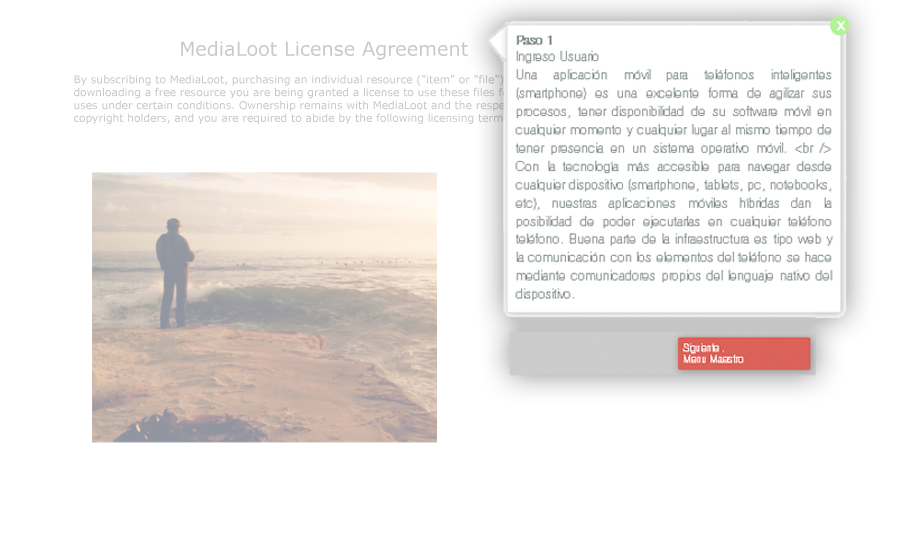 MediaLoot License Agreement
By subscribing to MediaLoot, purchasing an individual resource ("item" or "file")
downloading a free resource you are being granted a license to use these files f
uses under certain conditions. Ownership remains with MediaLoot and the respe
copyright holders, and you are required to abide by the following licensing term
X
Paso 1
Ingreso Usuario
Una aplicación móvil para teléfonos inteligentes
(smartphone) es una excelente forma de agilizar sus
procesos, tener disponibilidad de su software móvil en
cualquier momento y cualquier lugar al mismo tiempo de
tener presencia en un sistema operativo móvil. <br />
Con la tecnología más accesible para navegar desde
cualquier dispositivo (smartphone, tablets, pc, notebooks,
etc), nuestras aplicaciones móviles híbridas dan la
posibilidad de poder ejecutarlas en cualquier teléfono
teléfono. Buena parte de la infraestructura es tipo web y
la comunicación con los elementos del teléfono se hace
mediante comunicadores propios del lenguaje nativo del
dispositivo.
Siguiente .
Menu Maestro